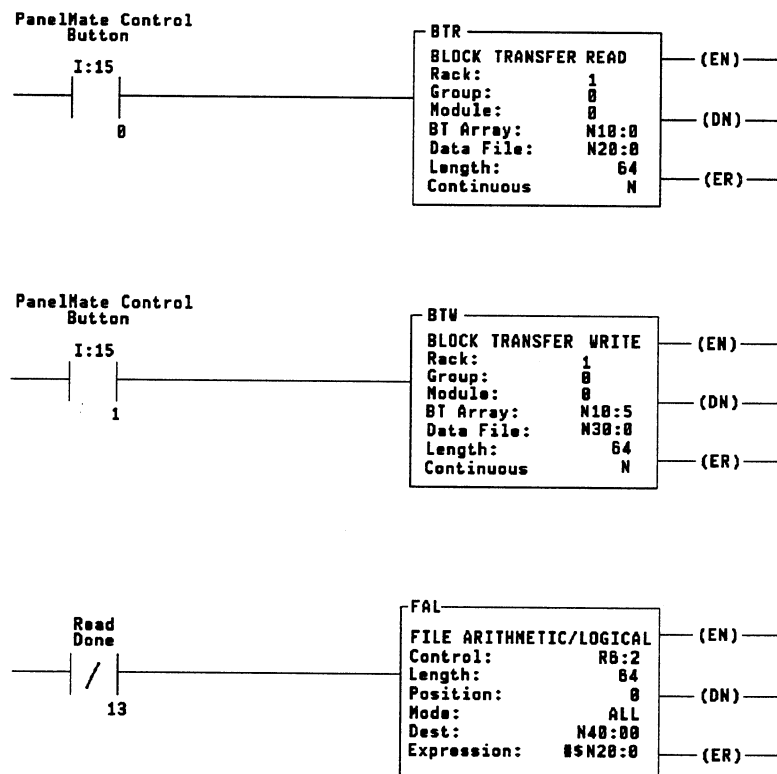 PanelMate Control
Button
I:15
0
BTR
BLOCK TRANSFER READ
Rack: 1
Group: 0
Module: 0
BT Array: N10:0
Data File: N20:0
Length: 64
Continuous N
(EN)
(DN)
(ER)
PanelMate Control
Button
I:15
1
BTW
BLOCK TRANSFER WRITE
Rack: 1
Group: 0
Module: 0
BT Array: N10:5
Data File: N30:0
Length: 64
Continuous N
(EN)
(DN)
(ER)
Read
Done
13
FAL
FILE ARITHMETIC/LOGICAL
Control: R6:2
Length: 64
Position: 0
Mode: ALL
Dest: N40:00
Expression: #$N20:0
(EN)
(DN)
(ER)